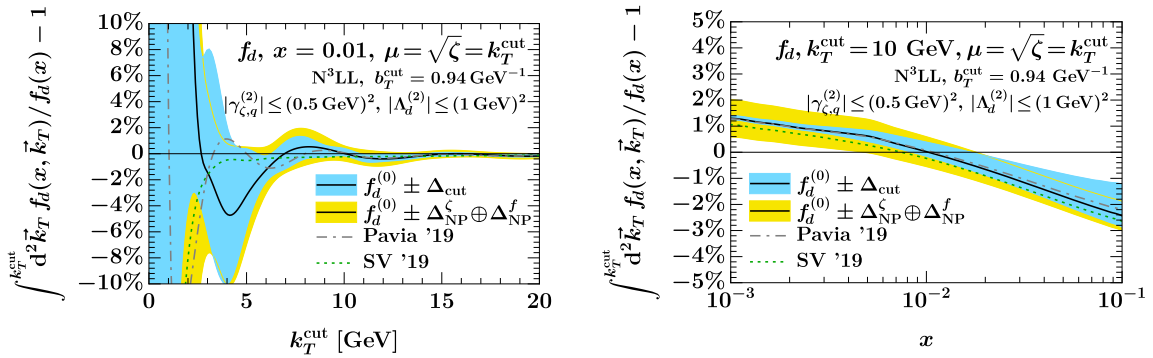 ∫^{k_T^cut} d²k⃗_T f_d(x, k⃗_T)/f_d(x) − 1
10%
8%
6%
4%
2%
0
−2%
−4%
−6%
−8%
−10%
f_d, x = 0.01, μ = √ζ = k_T^cut
N³LL, b_T^cut = 0.94 GeV⁻¹
|γ_{ζ,q}^{(2)}| ≤ (0.5 GeV)², |Λ_d^{(2)}| ≤ (1 GeV)²
f_d^{(0)} ± Δ_cut
f_d^{(0)} ± Δ_NP^ζ ⊕ Δ_NP^f
Pavia '19
SV '19
0 5 10 15 20
k_T^cut [GeV]
∫^{k_T^cut} d²k⃗_T f_d(x, k⃗_T)/f_d(x) − 1
5%
4%
3%
2%
1%
0
−1%
−2%
−3%
−4%
−5%
f_d, k_T^cut = 10 GeV, μ = √ζ = k_T^cut
N³LL, b_T^cut = 0.94 GeV⁻¹
|γ_{ζ,q}^{(2)}| ≤ (0.5 GeV)², |Λ_d^{(2)}| ≤ (1 GeV)²
f_d^{(0)} ± Δ_cut
f_d^{(0)} ± Δ_NP^ζ ⊕ Δ_NP^f
Pavia '19
SV '19
10⁻³ 10⁻² 10⁻¹
x